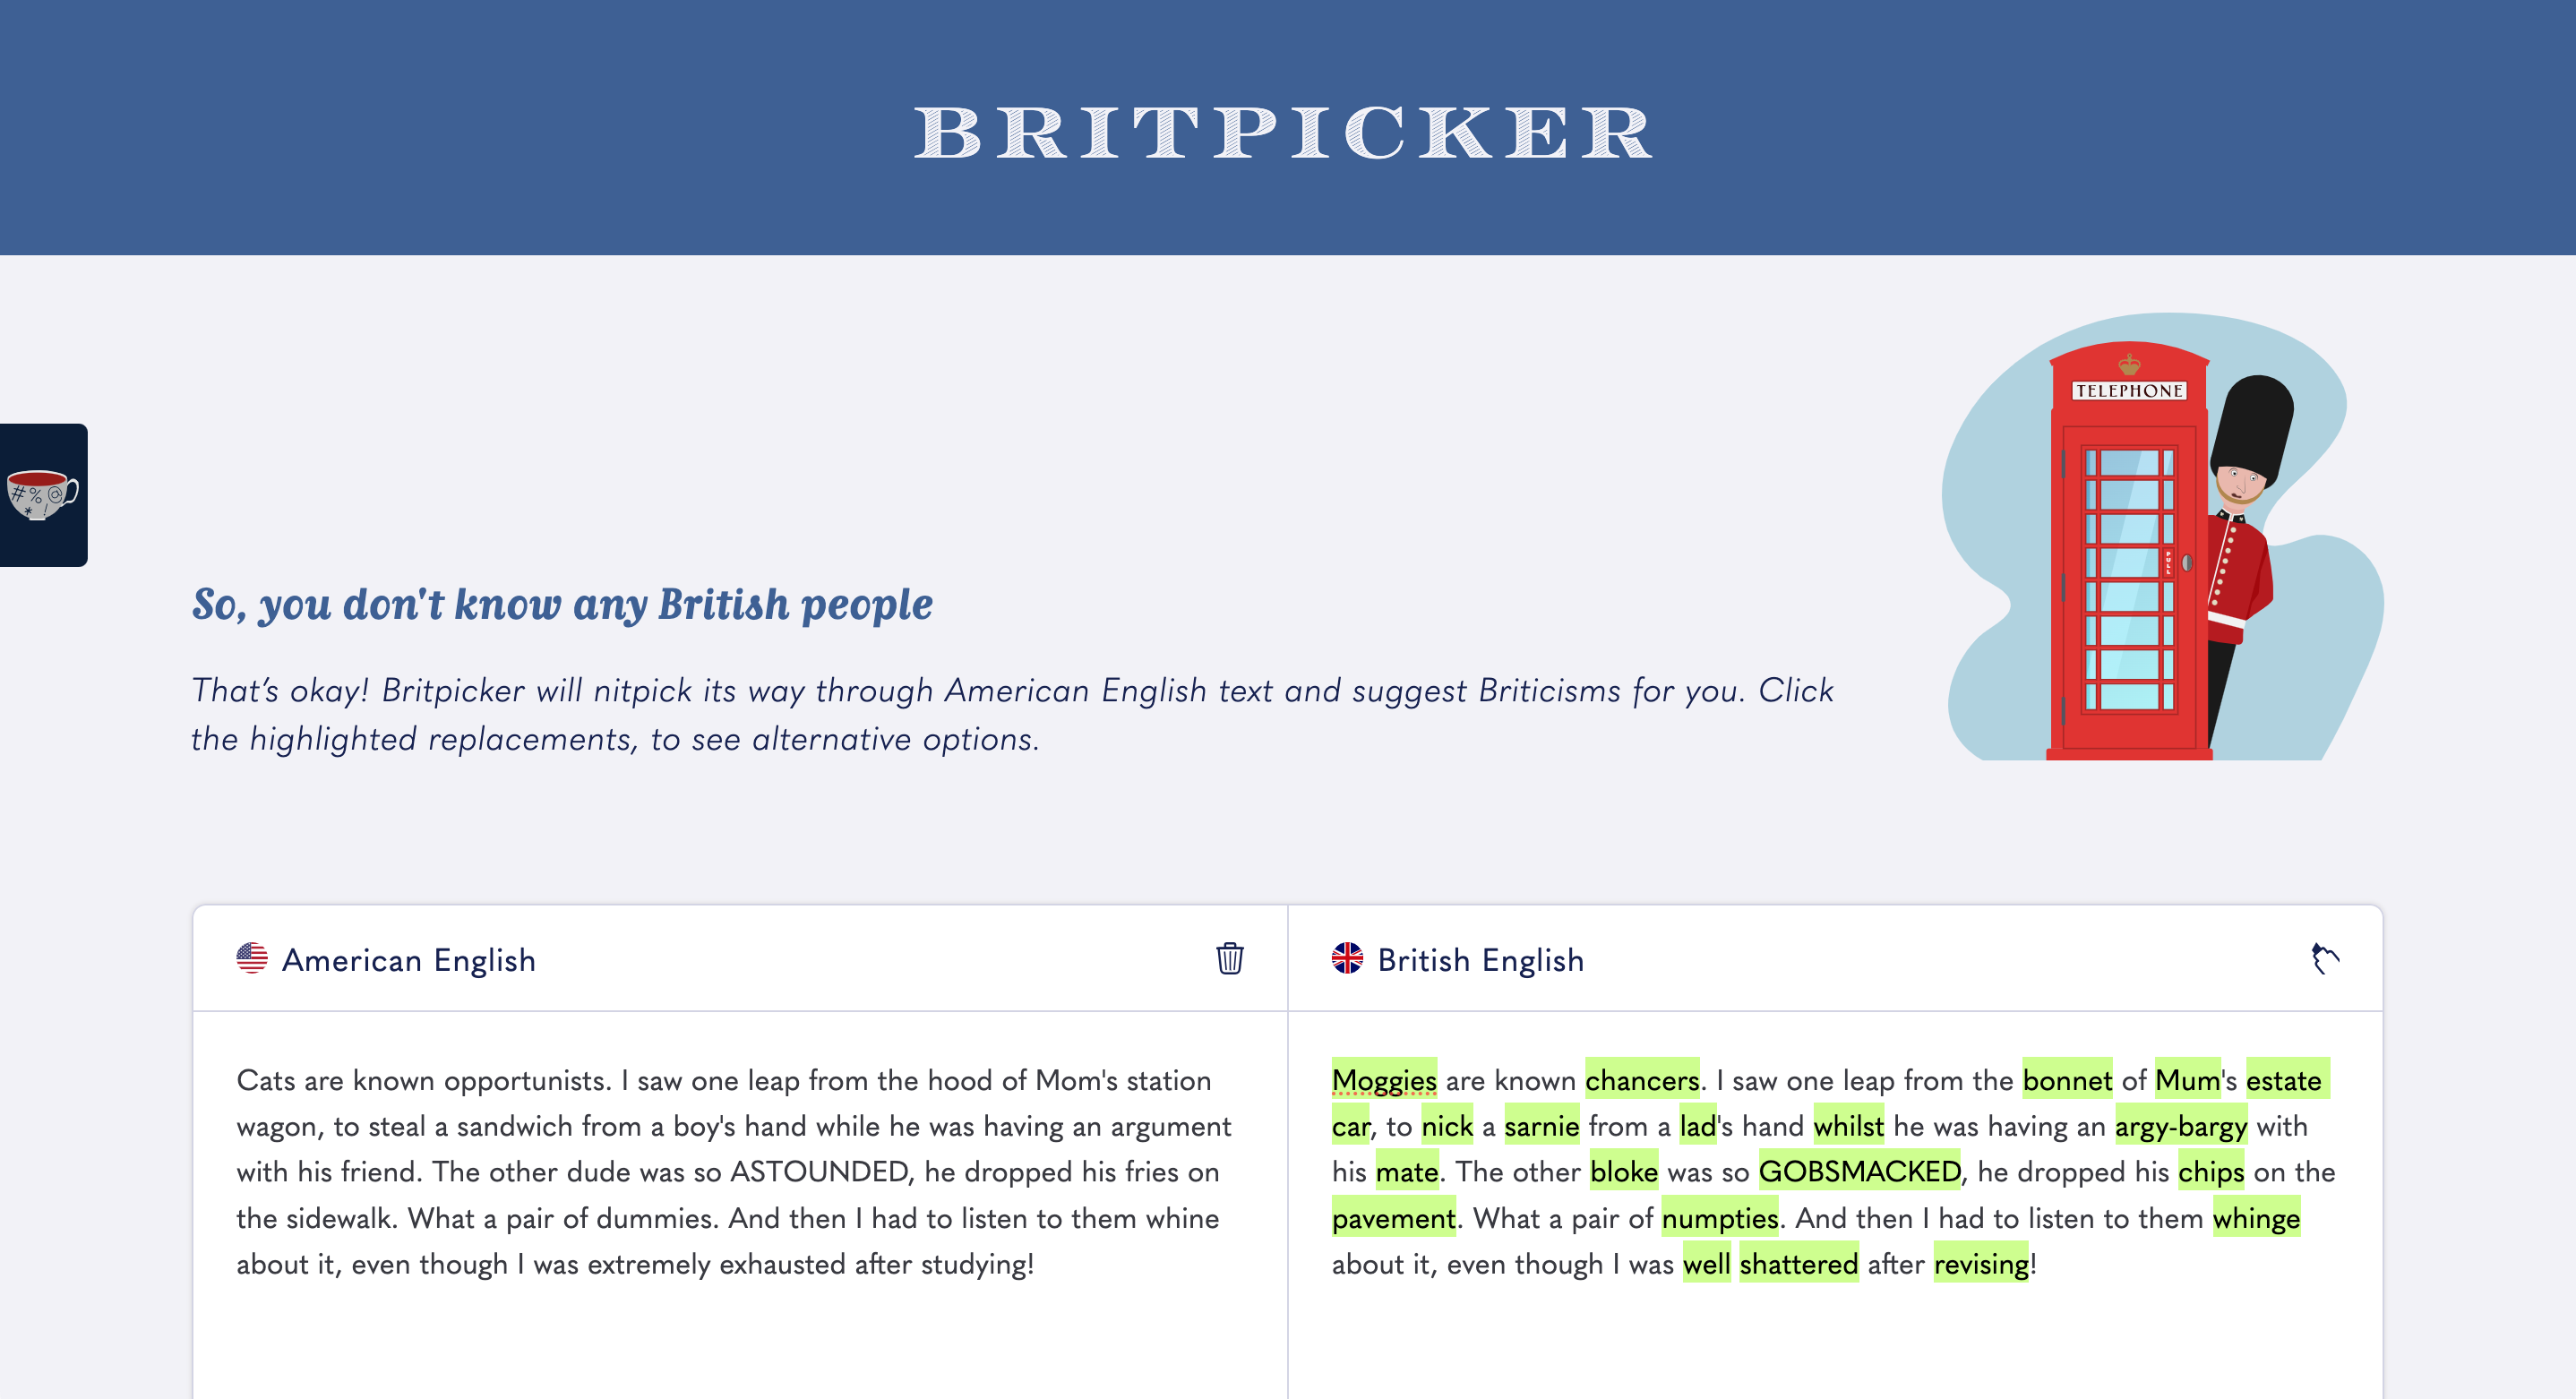 BRITPICKER
TELEPHONE
PULL
#%@
*!
So, you don't know any British people
That's okay! Britpicker will nitpick its way through American English text and suggest Briticisms for you. Click
the highlighted replacements, to see alternative options.
American English
Cats are known opportunists. I saw one leap from the hood of Mom's station
wagon, to steal a sandwich from a boy's hand while he was having an argument
with his friend. The other dude was so ASTOUNDED, he dropped his fries on
the sidewalk. What a pair of dummies. And then I had to listen to them whine
about it, even though I was extremely exhausted after studying!
British English
Moggies are known chancers. I saw one leap from the bonnet of Mum's estate
car, to nick a sarnie from a lad's hand whilst he was having an argy-bargy with
his mate. The other bloke was so GOBSMACKED, he dropped his chips on the
pavement. What a pair of numpties. And then I had to listen to them whinge
about it, even though I was well shattered after revising!